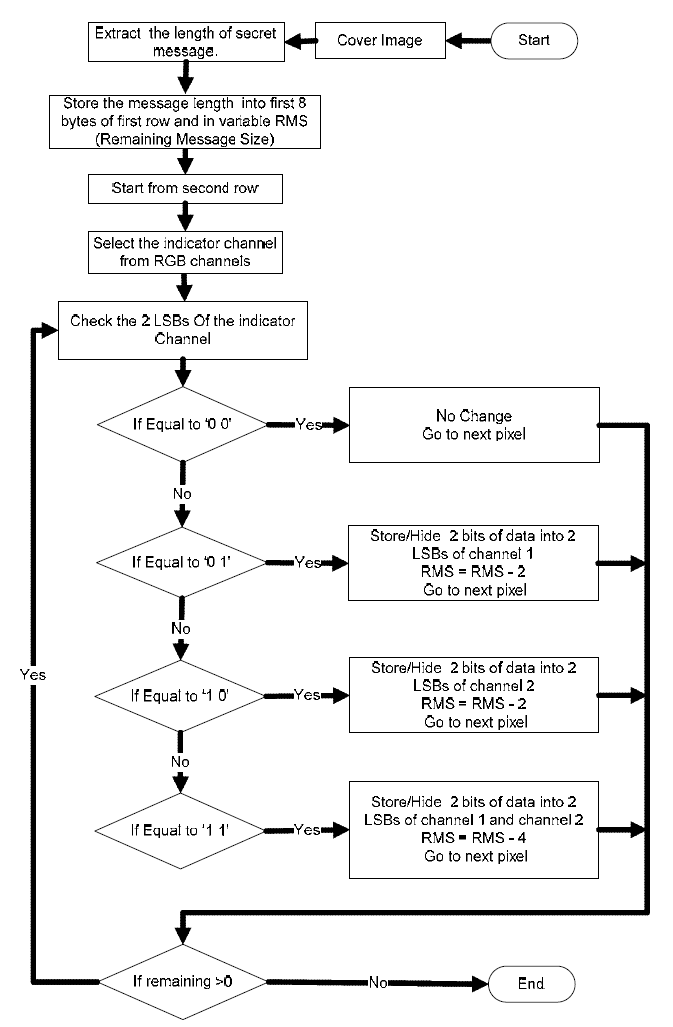 Start
Cover Image
Extract the length of secret
message.
Store the message length into first 8
bytes of first row and in variable RMS
(Remaining Message Size)
Start from second row
Select the indicator channel
from RGB channels
Check the 2 LSBs Of the indicator
Channel
If Equal to ‘0 0’
Yes
No Change
Go to next pixel
No
If Equal to ‘0 1’
Yes
Store/Hide 2 bits of data into 2
LSBs of channel 1
RMS = RMS - 2
Go to next pixel
No
If Equal to ‘1 0’
Yes
Store/Hide 2 bits of data into 2
LSBs of channel 2
RMS = RMS - 2
Go to next pixel
No
If Equal to ‘1 1’
Yes
Store/Hide 2 bits of data into 2
LSBs of channel 1 and channel 2
RMS = RMS - 4
Go to next pixel
If remaining >0
Yes
No
End